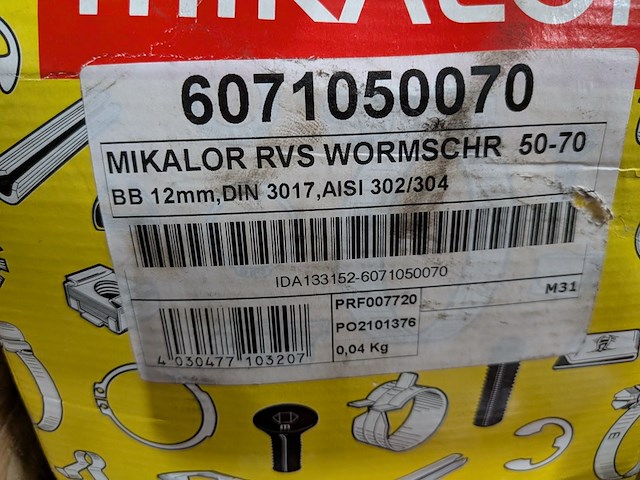 MIKALOR
6071050070
MIKALOR RVS WORMSCHR 50-70
BB 12mm,DIN 3017,AISI 302/304
IDA133152-6071050070
M31
PRF007720
PO2101376
0,04 Kg
4 030477 103207